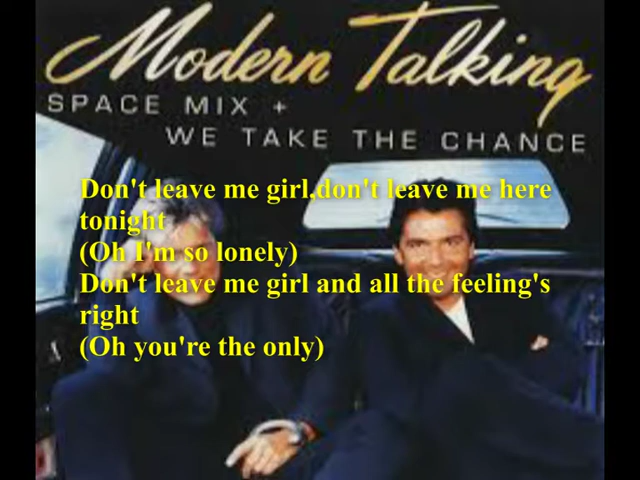 Modern Talking
SPACE MIX +
WE TAKE THE CHANCE
Don't leave me girl,don't leave me here
tonight
(Oh I'm so lonely)
Don't leave me girl and all the feeling's
right
(Oh you're the only)